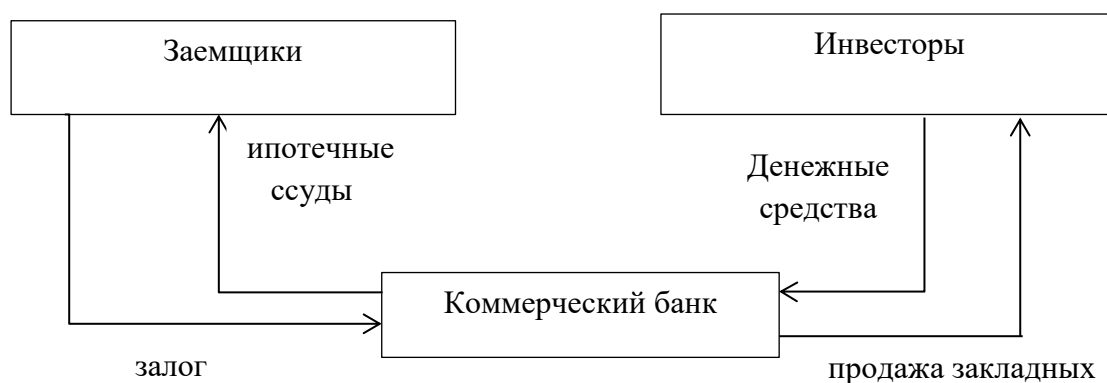 Заемщики
Инвесторы
ипотечные
ссуды
Денежные
средства
Коммерческий банк
залог
продажа закладных